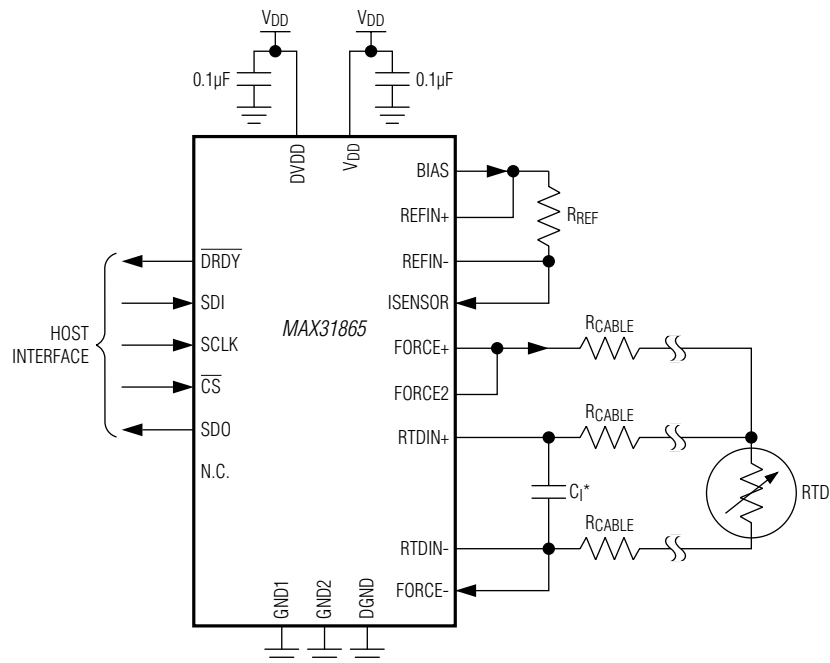 VDD
VDD
0.1µF
0.1µF
DVDD
VDD
BIAS
REFIN+
RREF
DRDY
REFIN-
SDI
ISENSOR
HOST
INTERFACE
MAX31865
SCLK
FORCE+
RCABLE
CS
FORCE2
SDO
RTDIN+
RCABLE
N.C.
CI*
RTD
RCABLE
RTDIN-
FORCE-
GND1
GND2
DGND